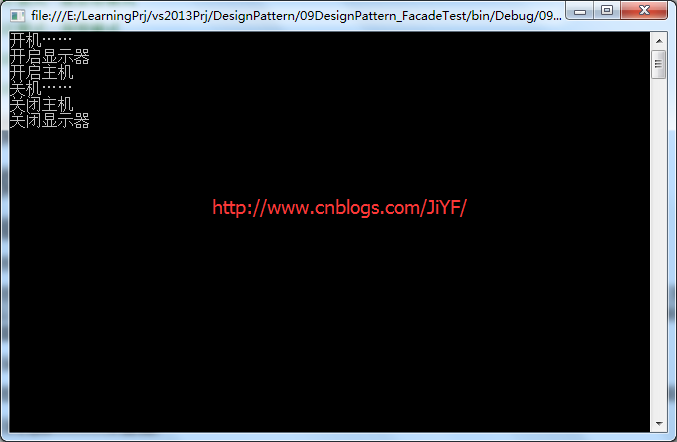 file:///E:/LearningPrj/vs2013Prj/DesignPattern/09DesignPattern_FacadeTest/bin/Debug/09...
开机……
开启显示器
开启主机
关机……
关闭主机
关闭显示器
http://www.cnblogs.com/JiYF/